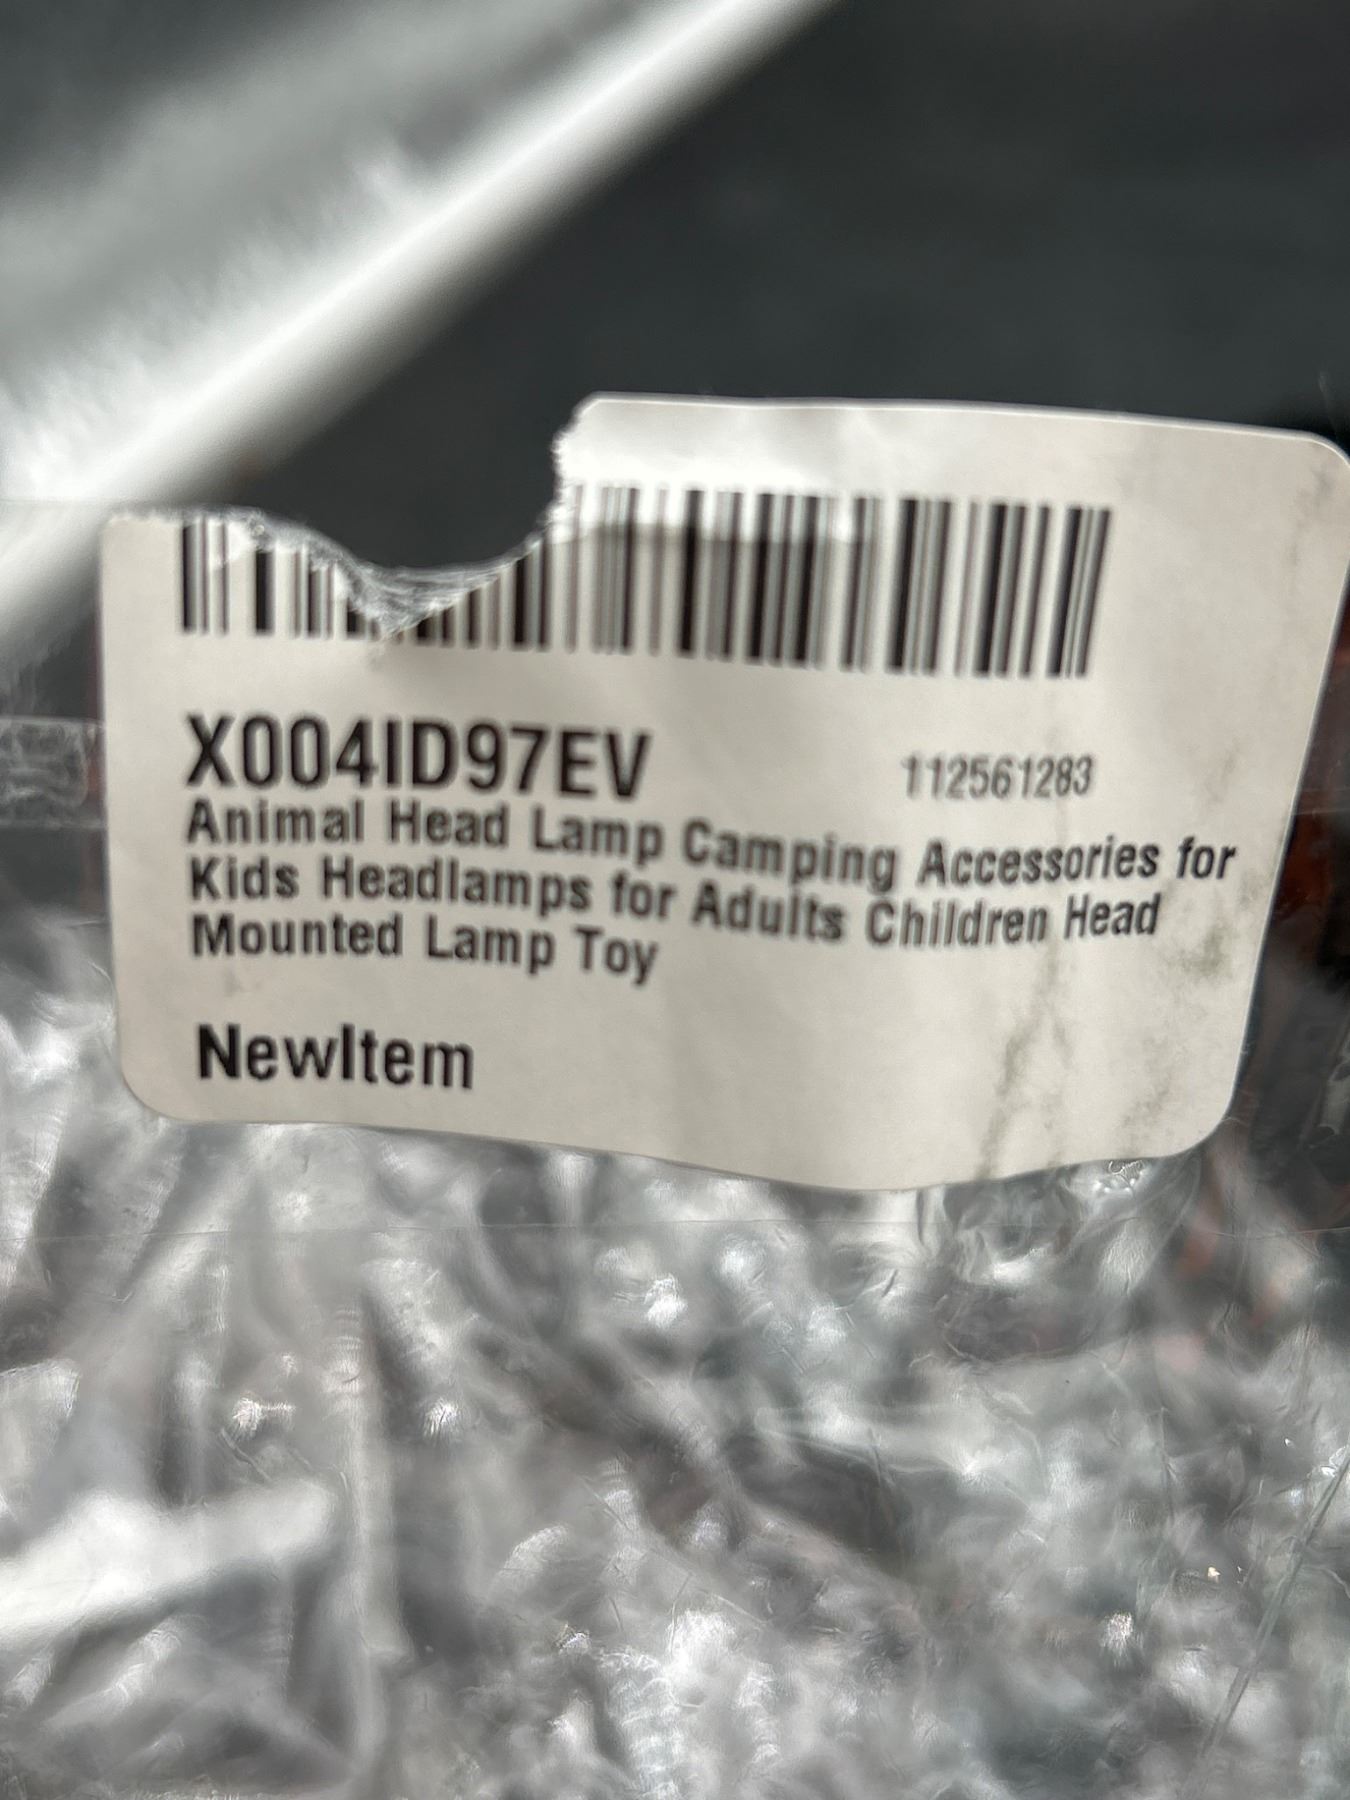 X004ID97EV
112561283
Animal Head Lamp Camping Accessories for
Kids Headlamps for Adults Children Head
Mounted Lamp Toy
NewItem